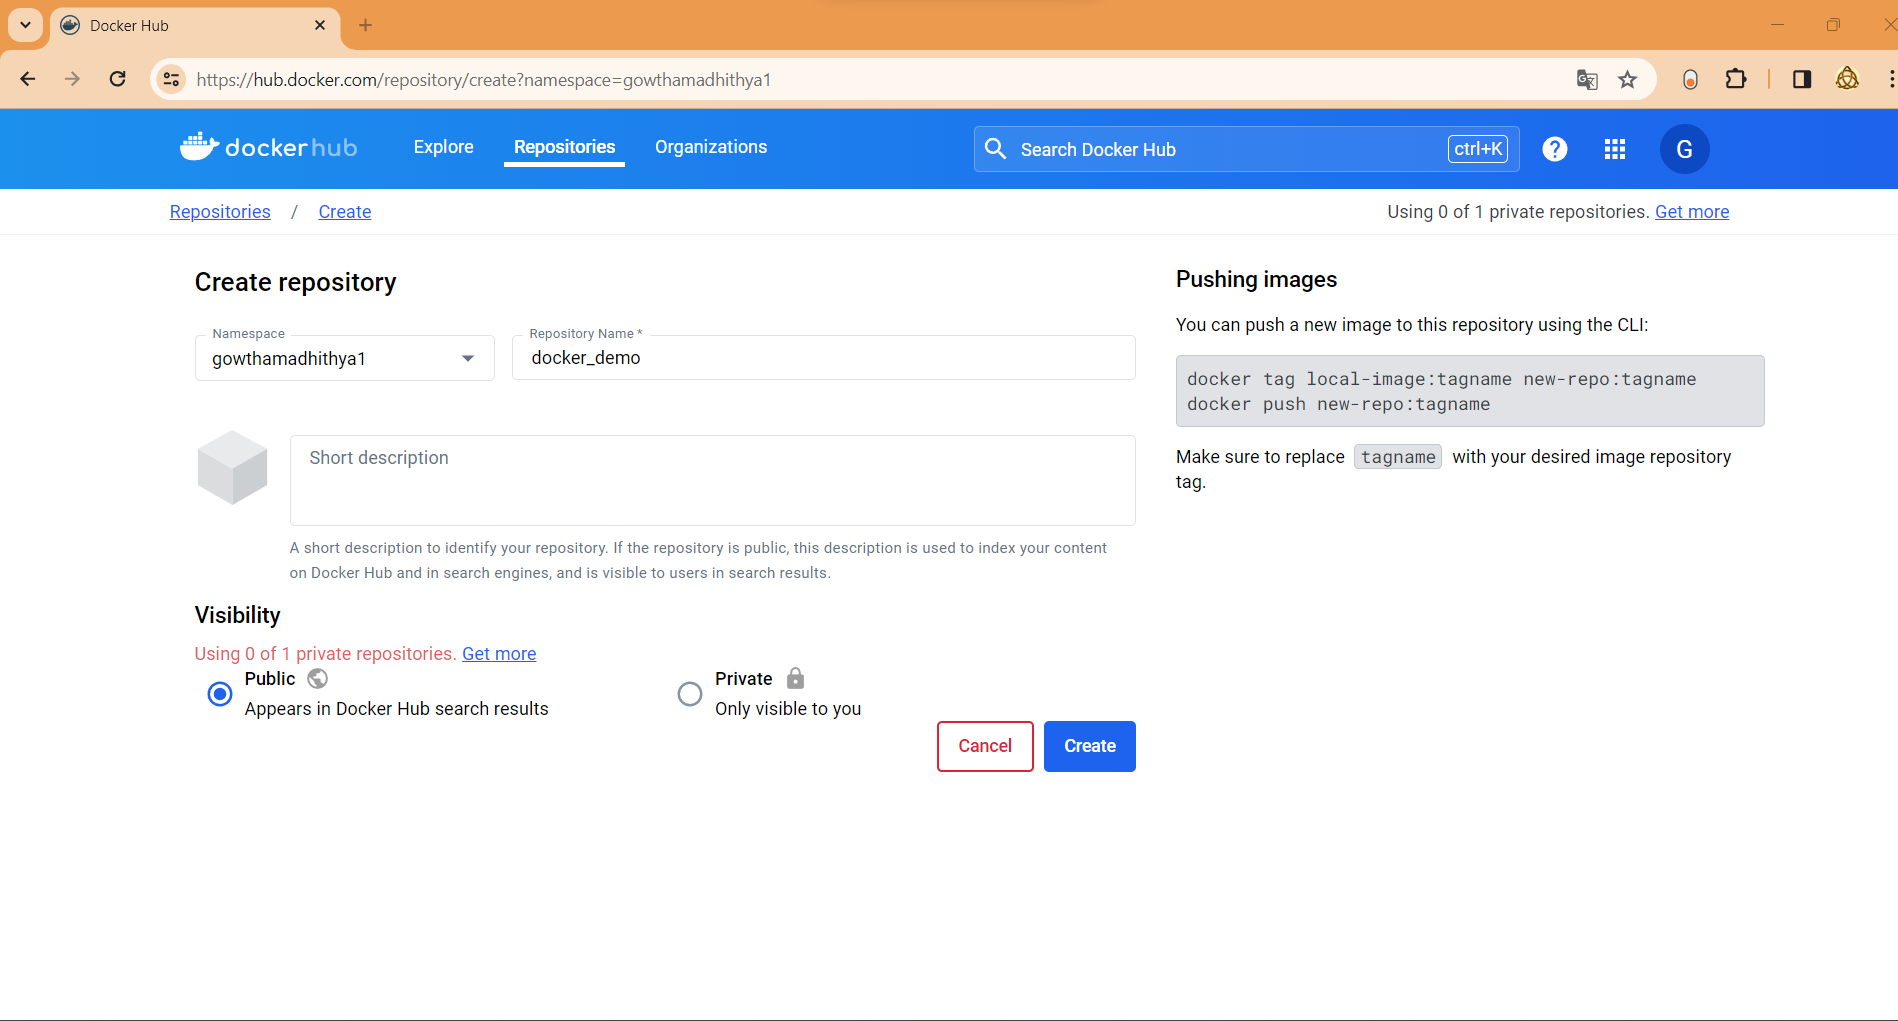 Docker Hub
https://hub.docker.com/repository/create?namespace=gowthamadhithya1
dockerhub
Explore
Repositories
Organizations
Search Docker Hub
ctrl+K
?
G
Repositories / Create
Using 0 of 1 private repositories. Get more
Create repository
Namespace
gowthamadhithya1
Repository Name *
docker_demo
Short description
A short description to identify your repository. If the repository is public, this description is used to index your content
on Docker Hub and in search engines, and is visible to users in search results.
Visibility
Using 0 of 1 private repositories. Get more
Public
Appears in Docker Hub search results
Private
Only visible to you
Cancel
Create
Pushing images
You can push a new image to this repository using the CLI:
docker tag local-image:tagname new-repo:tagname
docker push new-repo:tagname
Make sure to replace tagname with your desired image repository
tag.